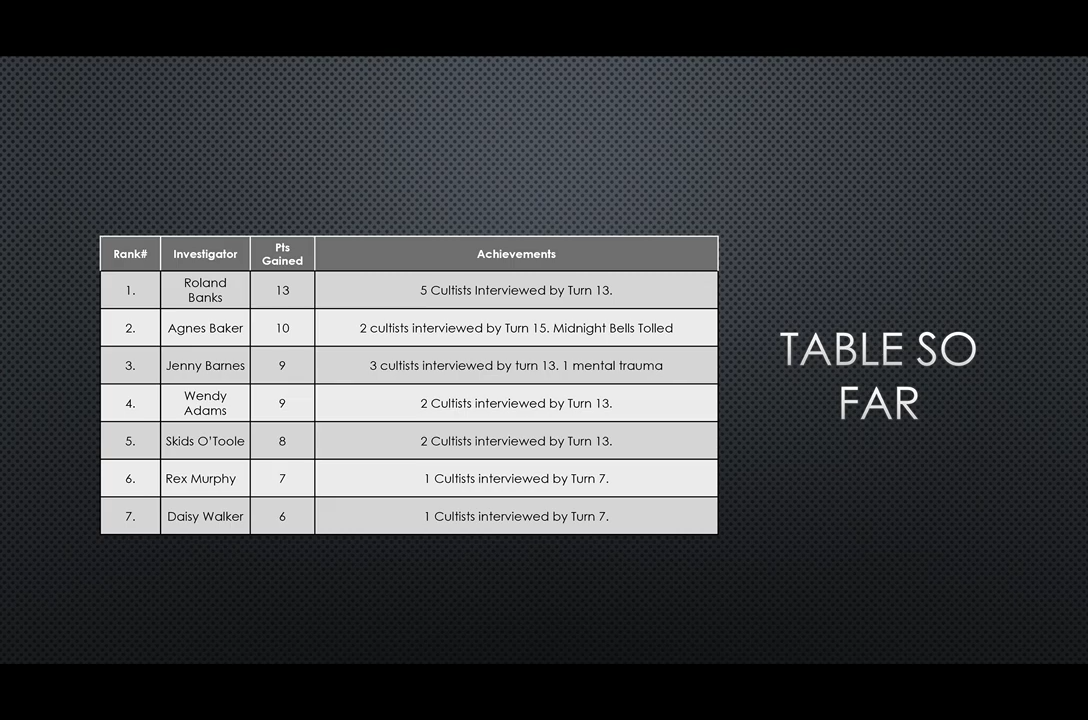 Rank# Investigator Pts Gained Achievements
1. Roland Banks 13 5 Cultists Interviewed by Turn 13.
2. Agnes Baker 10 2 cultists interviewed by Turn 15. Midnight Bells Tolled
3. Jenny Barnes 9 3 cultists interviewed by turn 13. 1 mental trauma
4. Wendy Adams 9 2 Cultists interviewed by Turn 13.
5. Skids O'Toole 8 2 Cultists interviewed by Turn 13.
6. Rex Murphy 7 1 Cultists interviewed by Turn 7.
7. Daisy Walker 6 1 Cultists interviewed by Turn 7.
TABLE SO
FAR